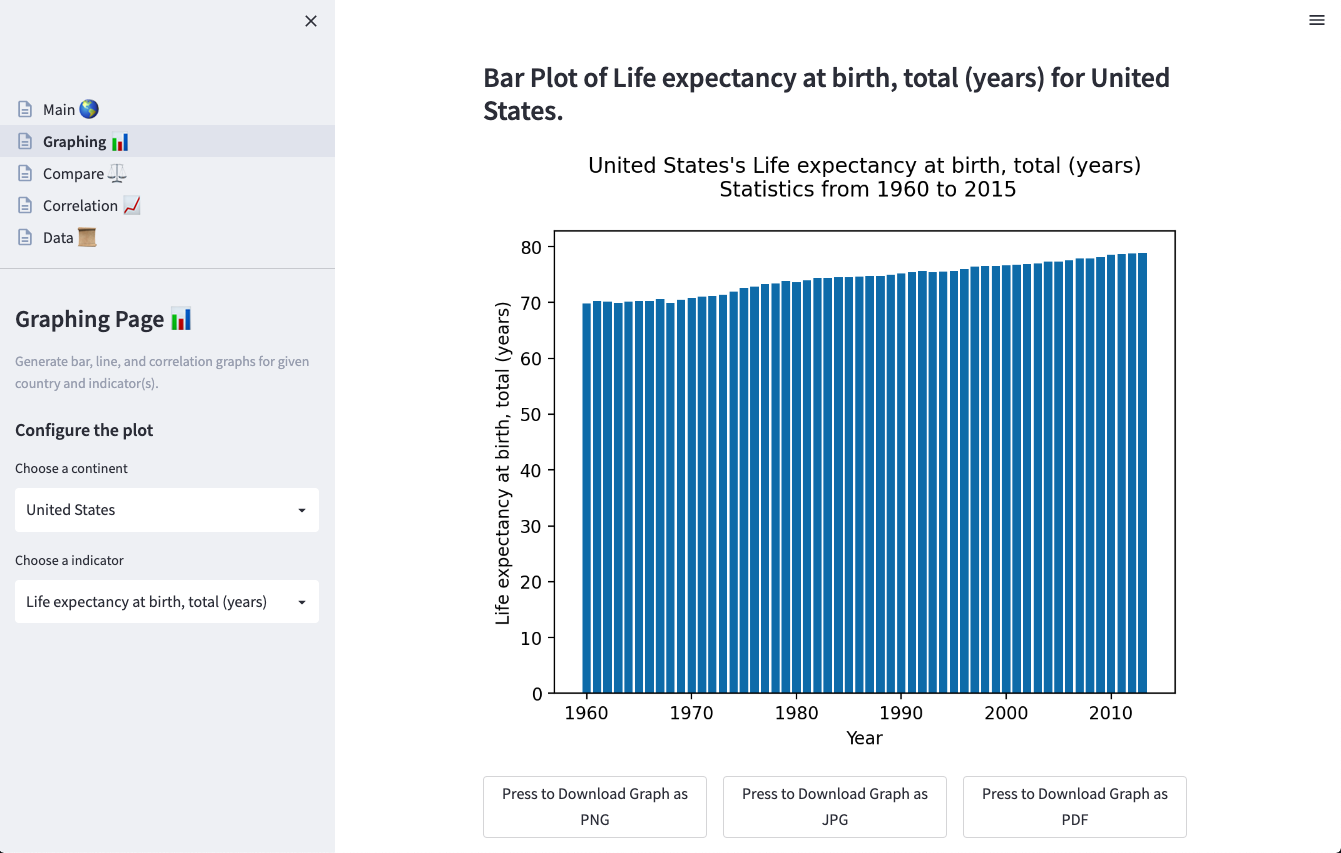 Main
Graphing
Compare
Correlation
Data
Graphing Page
Generate bar, line, and correlation graphs for given
country and indicator(s).
Configure the plot
Choose a continent
United States
Choose a indicator
Life expectancy at birth, total (years)
Bar Plot of Life expectancy at birth, total (years) for United
States.
United States's Life expectancy at birth, total (years)
Statistics from 1960 to 2015
Life expectancy at birth, total (years)
80
70
60
50
40
30
20
10
0
1960 1970 1980 1990 2000 2010
Year
Press to Download Graph as
PNG
Press to Download Graph as
JPG
Press to Download Graph as
PDF